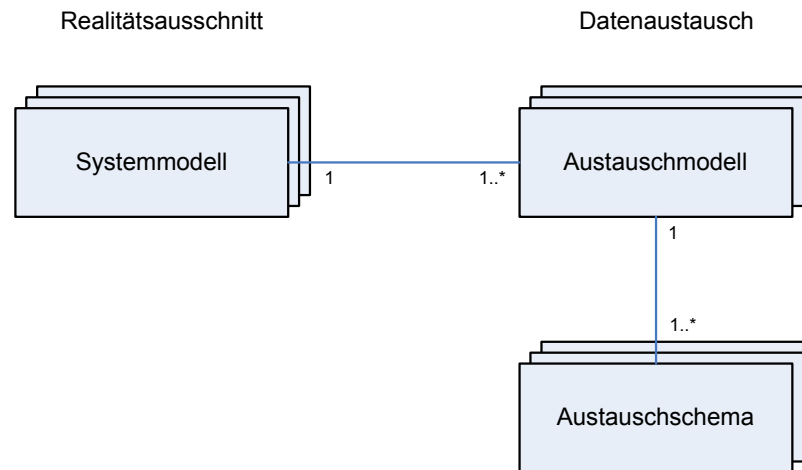 Realitätsausschnitt
Datenaustausch
Systemmodell
Austauschmodell
1
1..*
1
1..*
Austauschschema